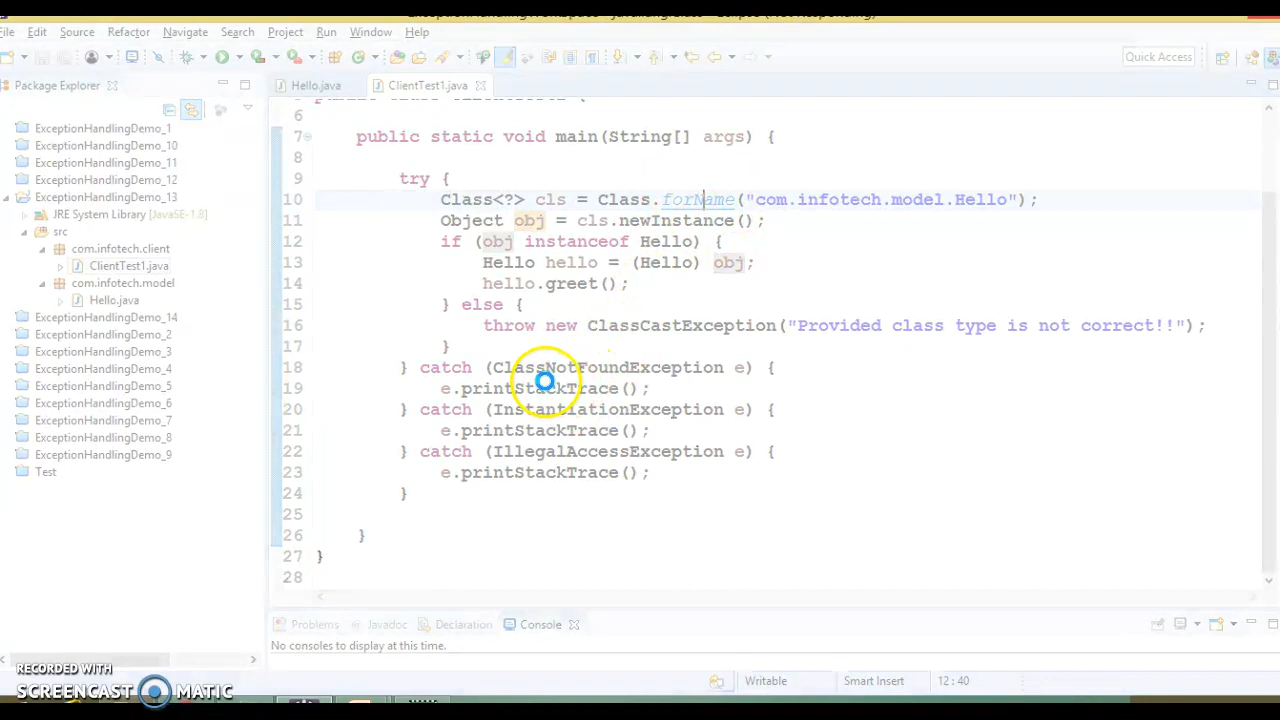 File Edit Source Refactor Navigate Search Project Run Window Help
Quick Access
Package Explorer
Hello.java
ClientTest1.java
ExceptionHandlingDemo_1
ExceptionHandlingDemo_10
ExceptionHandlingDemo_11
ExceptionHandlingDemo_12
ExceptionHandlingDemo_13
JRE System Library [JavaSE-1.8]
src
com.infotech.client
ClientTest1.java
com.infotech.model
Hello.java
ExceptionHandlingDemo_14
ExceptionHandlingDemo_2
ExceptionHandlingDemo_3
ExceptionHandlingDemo_4
ExceptionHandlingDemo_5
ExceptionHandlingDemo_6
ExceptionHandlingDemo_7
ExceptionHandlingDemo_8
ExceptionHandlingDemo_9
Test
6
7 public static void main(String[] args) {
8
9 try {
10 Class<?> cls = Class.forName("com.infotech.model.Hello");
11 Object obj = cls.newInstance();
12 if (obj instanceof Hello) {
13 Hello hello = (Hello) obj;
14 hello.greet();
15 } else {
16 throw new ClassCastException("Provided class type is not correct!!");
17 }
18 } catch (ClassNotFoundException e) {
19 e.printStackTrace();
20 } catch (InstantiationException e) {
21 e.printStackTrace();
22 } catch (IllegalAccessException e) {
23 e.printStackTrace();
24 }
25
26 }
27 }
28
Problems Javadoc Declaration Console
No consoles to display at this time.
Writable Smart Insert 12 : 40
RECORDED WITH
SCREENCAST MATIC